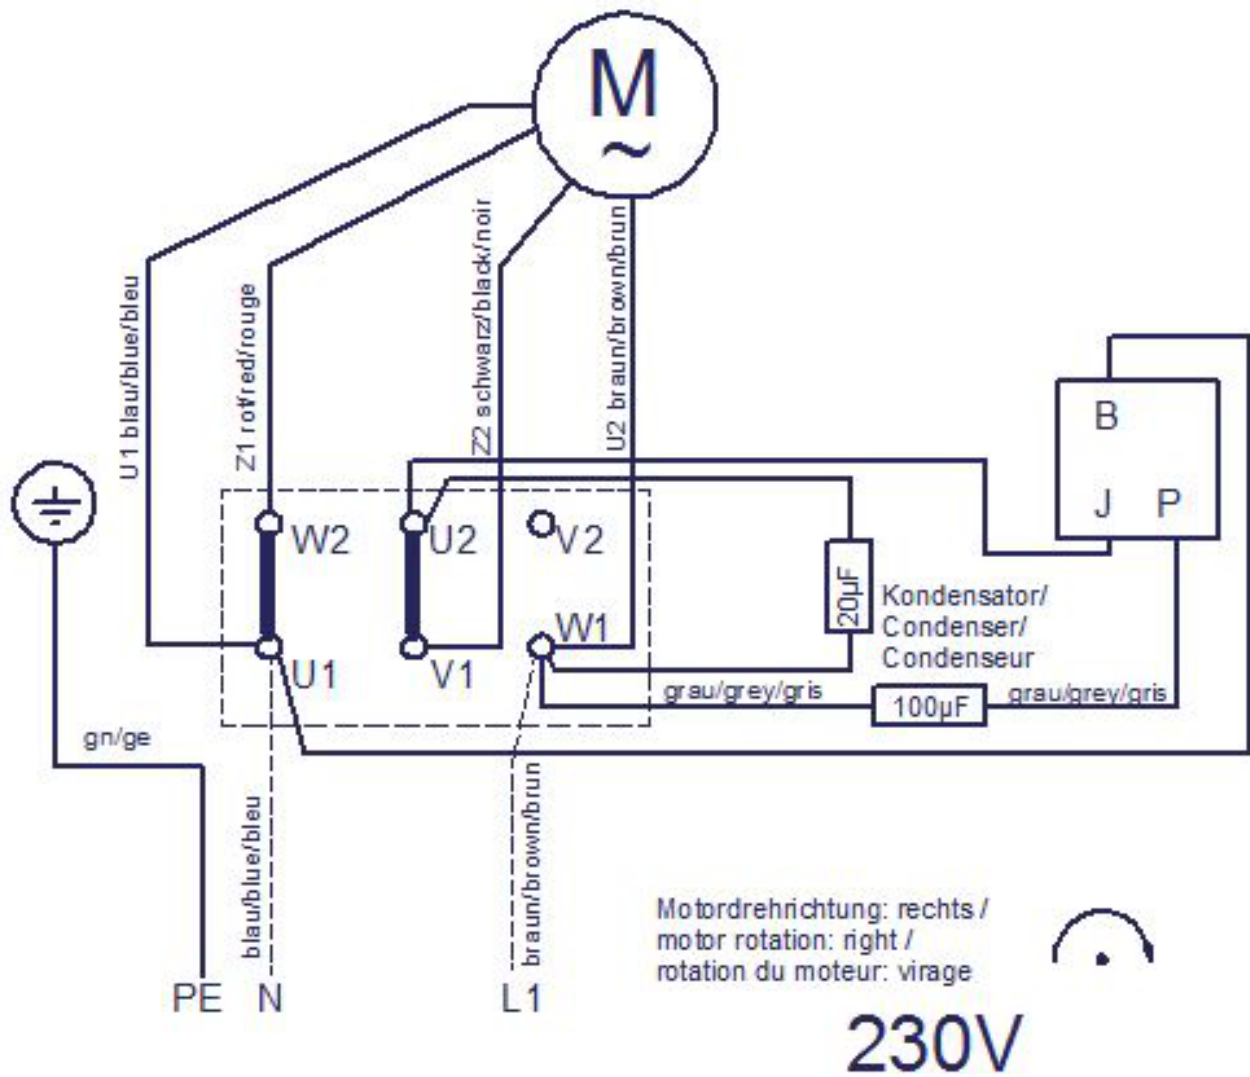 M
~
U1 blau/blue/bleu
Z1 rot/red/rouge
Z2 schwarz/black/noir
U2 braun/brown/brun
B
J P
W2 U2 V2
U1 V1 W1
20µF
Kondensator/
Condenser/
Condenseur
grau/grey/gris
100µF
grau/grey/gris
gn/ge
blau/blue/bleu
braun/brown/brun
PE N L1
Motordrehrichtung: rechts /
motor rotation: right /
rotation du moteur: virage
230V